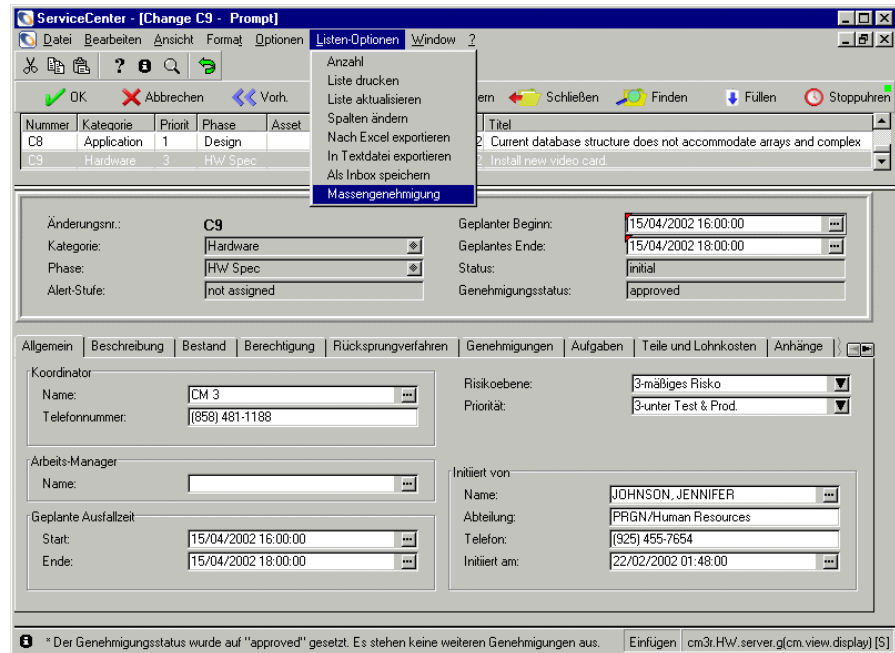 ServiceCenter - [Change C9 - Prompt]
Datei Bearbeiten Ansicht Format Optionen Listen-Optionen Window ?
Anzahl
Liste drucken
Liste aktualisieren
Spalten ändern
Nach Excel exportieren
In Textdatei exportieren
Als Inbox speichern
Massengenehmigung
OK Abbrechen Vorh. ern Schließen Finden Füllen Stoppuhren
Nummer Kategorie Priorit Phase Asset Titel
C8 Application 1 Design 2 Current database structure does not accommodate arrays and complex
C9 Hardware 3 HW Spec 2 Install new video card.
Änderungsnr.: C9 Geplanter Beginn: 15/04/2002 16:00:00
Kategorie: Hardware Geplantes Ende: 15/04/2002 18:00:00
Phase: HW Spec Status: initial
Alert-Stufe: not assigned Genehmigungsstatus: approved
Allgemein Beschreibung Bestand Berechtigung Rücksprungverfahren Genehmigungen Aufgaben Teile und Lohnkosten Anhänge
Koordinator
Name: CM 3 Risikoebene: 3-mäßiges Risko
Telefonnummer: (858) 481-1188 Priorität: 3-unter Test & Prod.
Arbeits-Manager
Name:
Initiiert von
Name: JOHNSON, JENNIFER
Geplante Ausfallzeit
Abteilung: PRGN/Human Resources
Start: 15/04/2002 16:00:00 Telefon: (925) 455-7654
Ende: 15/04/2002 18:00:00 Initiiert am: 22/02/2002 01:48:00
* Der Genehmigungsstatus wurde auf "approved" gesetzt. Es stehen keine weiteren Genehmigungen aus. Einfügen cm3r.HW.server.g(cm.view.display) [S]